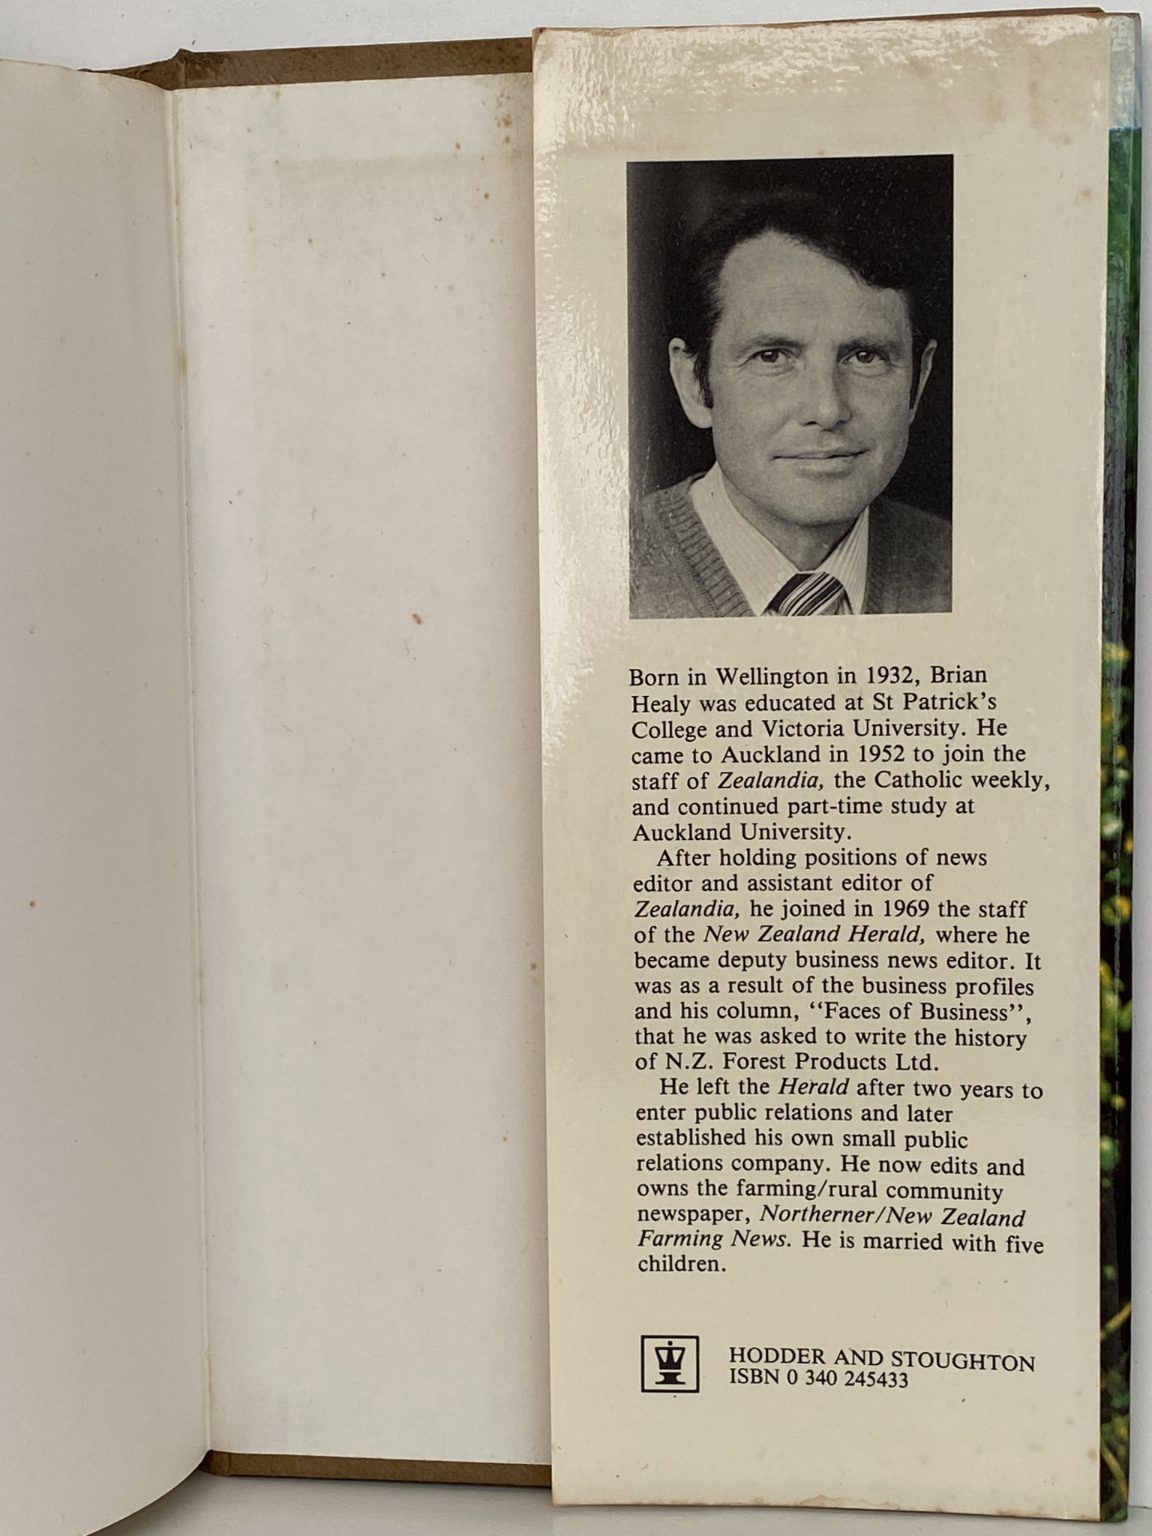 Born in Wellington in 1932, Brian
Healy was educated at St Patrick's
College and Victoria University. He
came to Auckland in 1952 to join the
staff of Zealandia, the Catholic weekly,
and continued part-time study at
Auckland University.
After holding positions of news
editor and assistant editor of
Zealandia, he joined in 1969 the staff
of the New Zealand Herald, where he
became deputy business news editor. It
was as a result of the business profiles
and his column, “Faces of Business”,
that he was asked to write the history
of N.Z. Forest Products Ltd.
He left the Herald after two years to
enter public relations and later
established his own small public
relations company. He now edits and
owns the farming/rural community
newspaper, Northerner/New Zealand
Farming News. He is married with five
children.
HODDER AND STOUGHTON
ISBN 0 340 245433